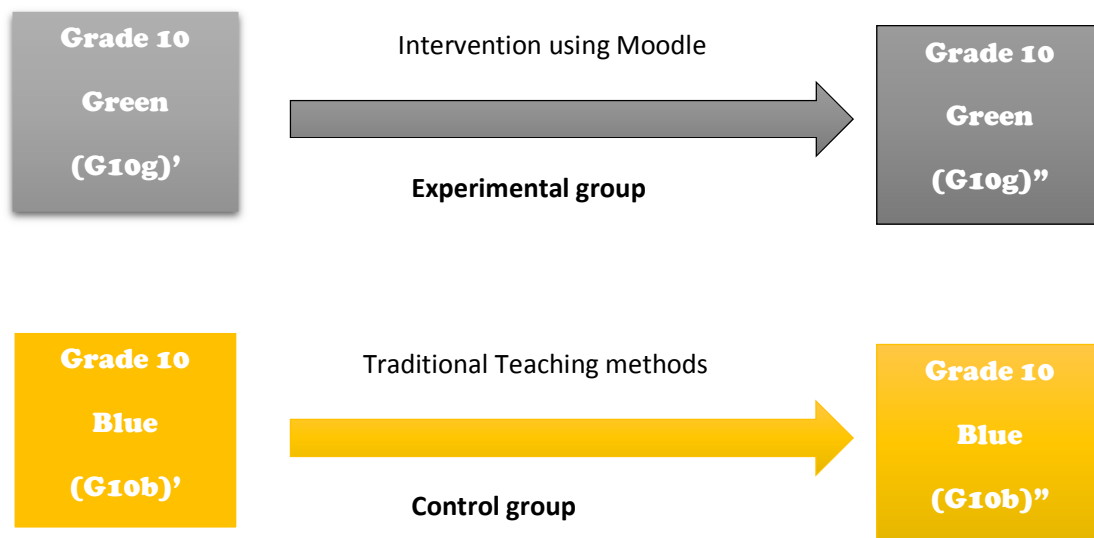 Grade 10
Green
(G10g)’
Intervention using Moodle
Experimental group
Grade 10
Green
(G10g)”
Grade 10
Blue
(G10b)’
Traditional Teaching methods
Control group
Grade 10
Blue
(G10b)”